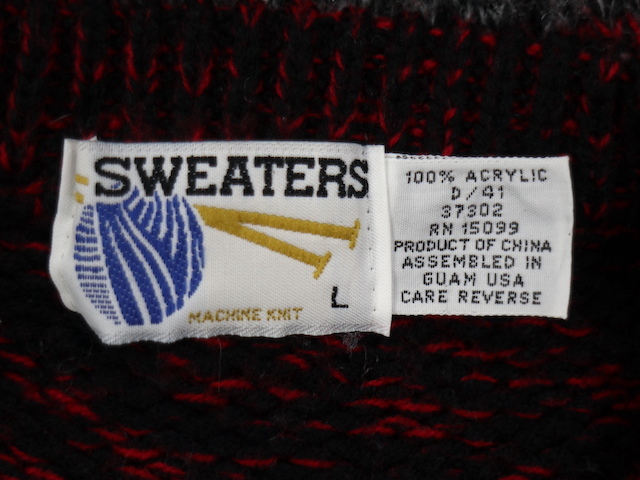 SWEATERS
MACHINE KNIT
L
100% ACRYLIC
D/41
37302
RN 15099
PRODUCT OF CHINA
ASSEMBLED IN
GUAM USA
CARE REVERSE